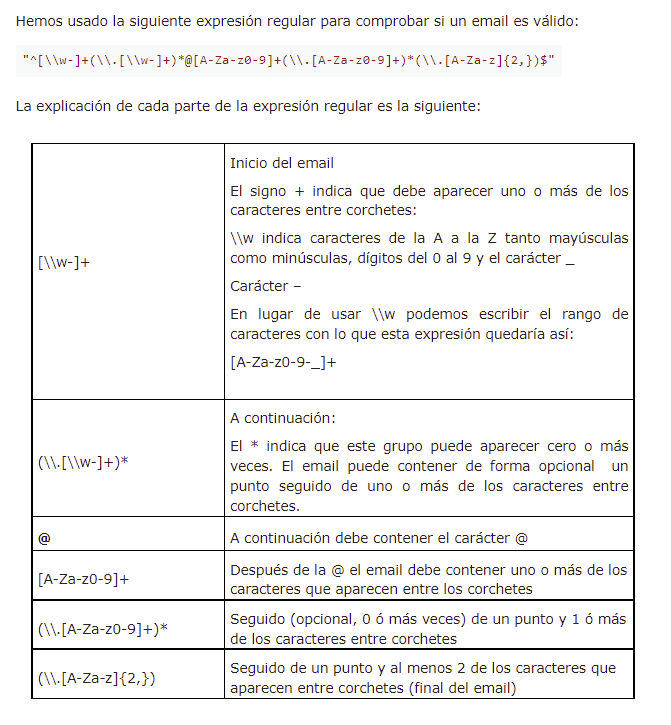 Hemos usado la siguiente expresión regular para comprobar si un email es válido:
"^[\\w-]+(\\.[\\w-]+)*@[A-Za-z0-9]+(\\.[A-Za-z0-9]+)*(\\.[A-Za-z]{2,})$"
La explicación de cada parte de la expresión regular es la siguiente:
[\\w-]+
Inicio del email
El signo + indica que debe aparecer uno o más de los
caracteres entre corchetes:
\\w indica caracteres de la A a la Z tanto mayúsculas
como minúsculas, dígitos del 0 al 9 y el carácter _
Carácter –
En lugar de usar \\w podemos escribir el rango de
caracteres con lo que esta expresión quedaría así:
[A-Za-z0-9-_]+
(\\.[\\w-]+)*
A continuación:
El * indica que este grupo puede aparecer cero o más
veces. El email puede contener de forma opcional un
punto seguido de uno o más de los caracteres entre
corchetes.
@
A continuación debe contener el carácter @
[A-Za-z0-9]+
Después de la @ el email debe contener uno o más de los
caracteres que aparecen entre los corchetes
(\\.[A-Za-z0-9]+)*
Seguido (opcional, 0 ó más veces) de un punto y 1 ó más
de los caracteres entre corchetes
(\\.[A-Za-z]{2,})
Seguido de un punto y al menos 2 de los caracteres que
aparecen entre corchetes (final del email)